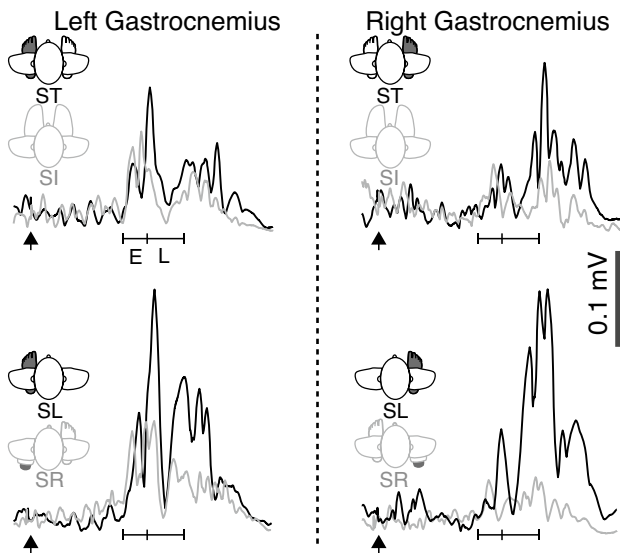 Left Gastrocnemius
Right Gastrocnemius
ST
SI
ST
SI
E L
0.1 mV
SL
SR
SL
SR